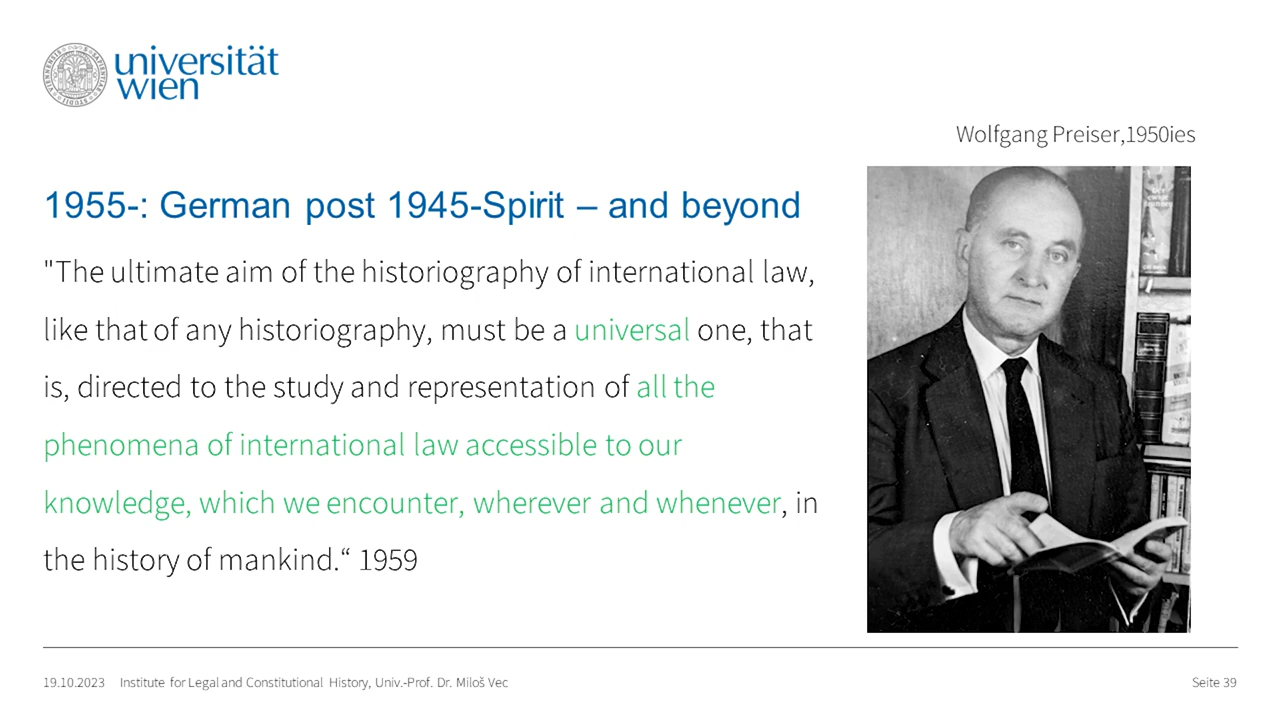 universität
wien
Wolfgang Preiser,1950ies
1955-: German post 1945-Spirit – and beyond
"The ultimate aim of the historiography of international law,
like that of any historiography, must be a universal one, that
is, directed to the study and representation of all the
phenomena of international law accessible to our
knowledge, which we encounter, wherever and whenever, in
the history of mankind.“ 1959
19.10.2023 Institute for Legal and Constitutional History, Univ.-Prof. Dr. Miloš Vec
Seite 39